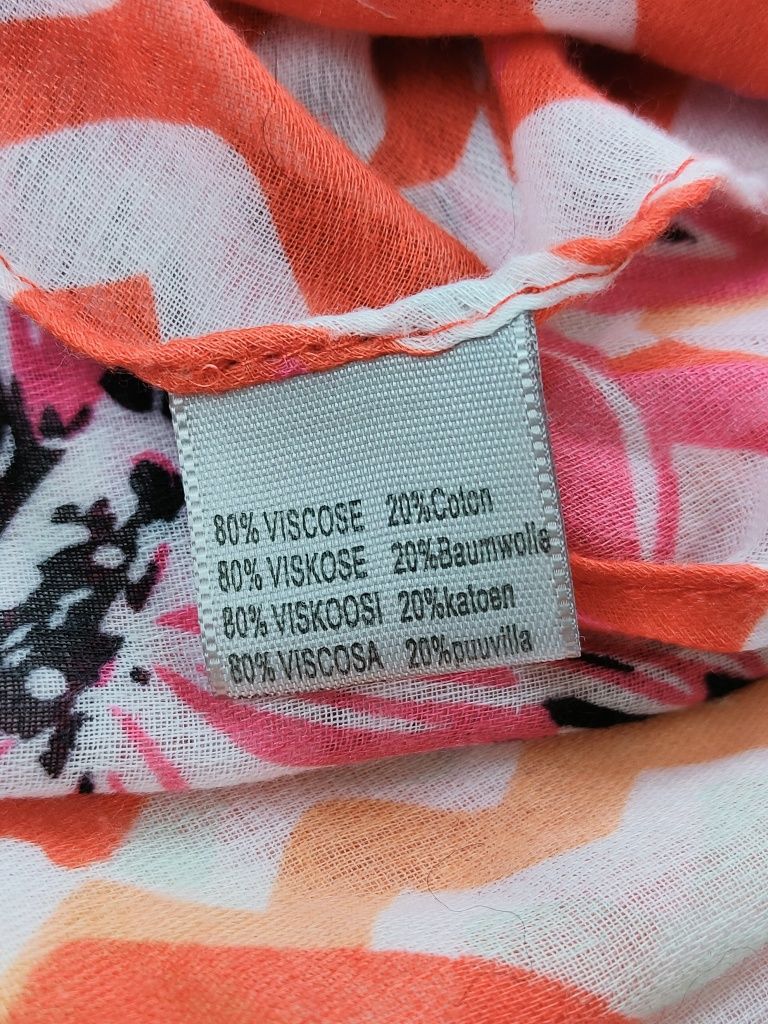 80% VISCOSE 20%Coton
80% VISKOSE 20%Baumwolle
80% VISKOOSI 20%katoen
80% VISCOSA 20%puuvilla